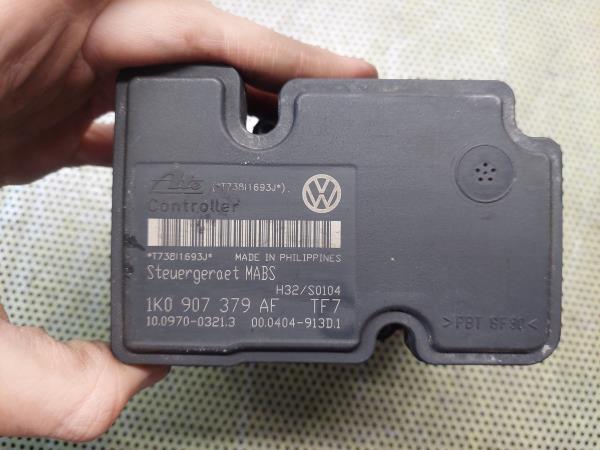 Ate (*T738I1693J*).
Controller
*T738I1693J* MADE IN PHILIPPINES
Steuergeraet MABS
H32/S0104
1K0 907 379 AF TF7
10.0970-0321.3 00.0404-913D.1
>PBT GF30<